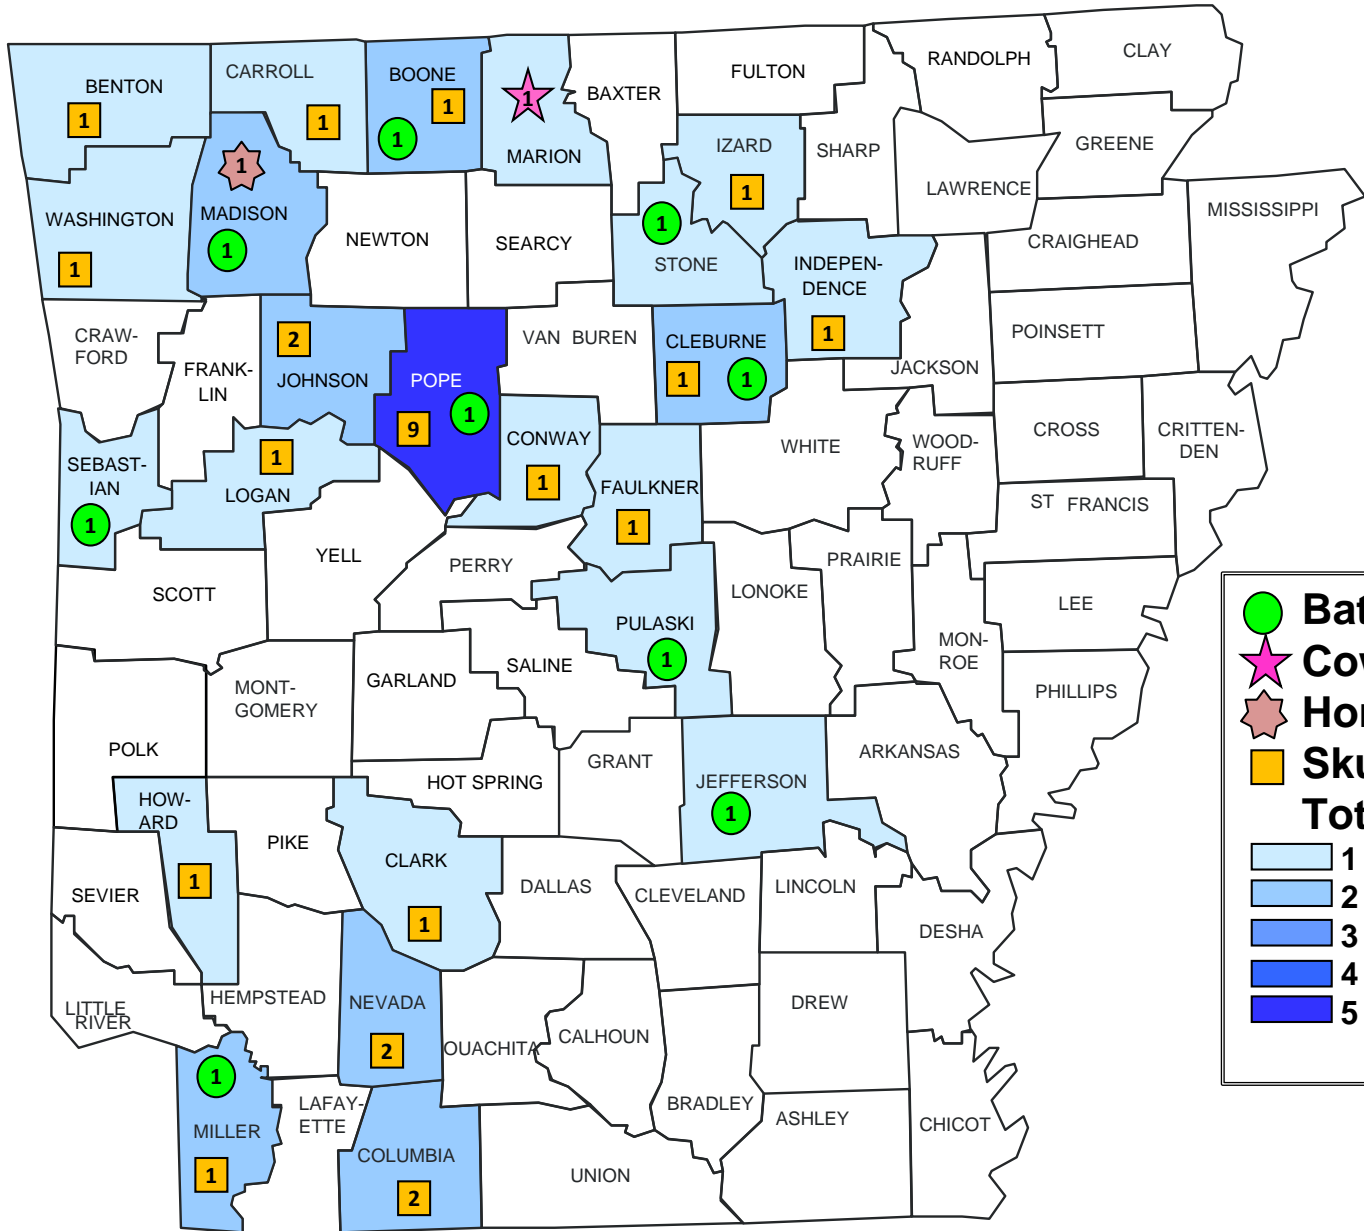 BENTON
1
CARROLL
1
BOONE
1
1
1
MARION
BAXTER
FULTON
RANDOLPH
CLAY
GREENE
IZARD
1
SHARP
LAWRENCE
MISSISSIPPI
WASHINGTON
1
1
MADISON
1
NEWTON
SEARCY
1
STONE
INDEPEN-
DENCE
1
CRAIGHEAD
CRAW-
FORD
FRANK-
LIN
2
JOHNSON
POPE
9
1
VAN BUREN
CLEBURNE
1
1
JACKSON
POINSETT
SEBAST-
IAN
1
1
LOGAN
CONWAY
1
FAULKNER
1
WHITE
WOOD-
RUFF
CROSS
CRITTEN-
DEN
ST FRANCIS
SCOTT
YELL
PERRY
PULASKI
1
LONOKE
PRAIRIE
MON-
ROE
LEE
PHILLIPS
POLK
MONT-
GOMERY
GARLAND
SALINE
HOT SPRING
GRANT
JEFFERSON
1
ARKANSAS
HOW-
ARD
1
PIKE
CLARK
1
DALLAS
CLEVELAND
LINCOLN
DESHA
SEVIER
LITTLE
RIVER
HEMPSTEAD
NEVADA
2
OUACHITA
CALHOUN
DREW
BRADLEY
ASHLEY
CHICOT
1
MILLER
1
LAFAY-
ETTE
COLUMBIA
2
UNION
Bat
Cov
Hor
Sku
Tot
1
2
3
4
5